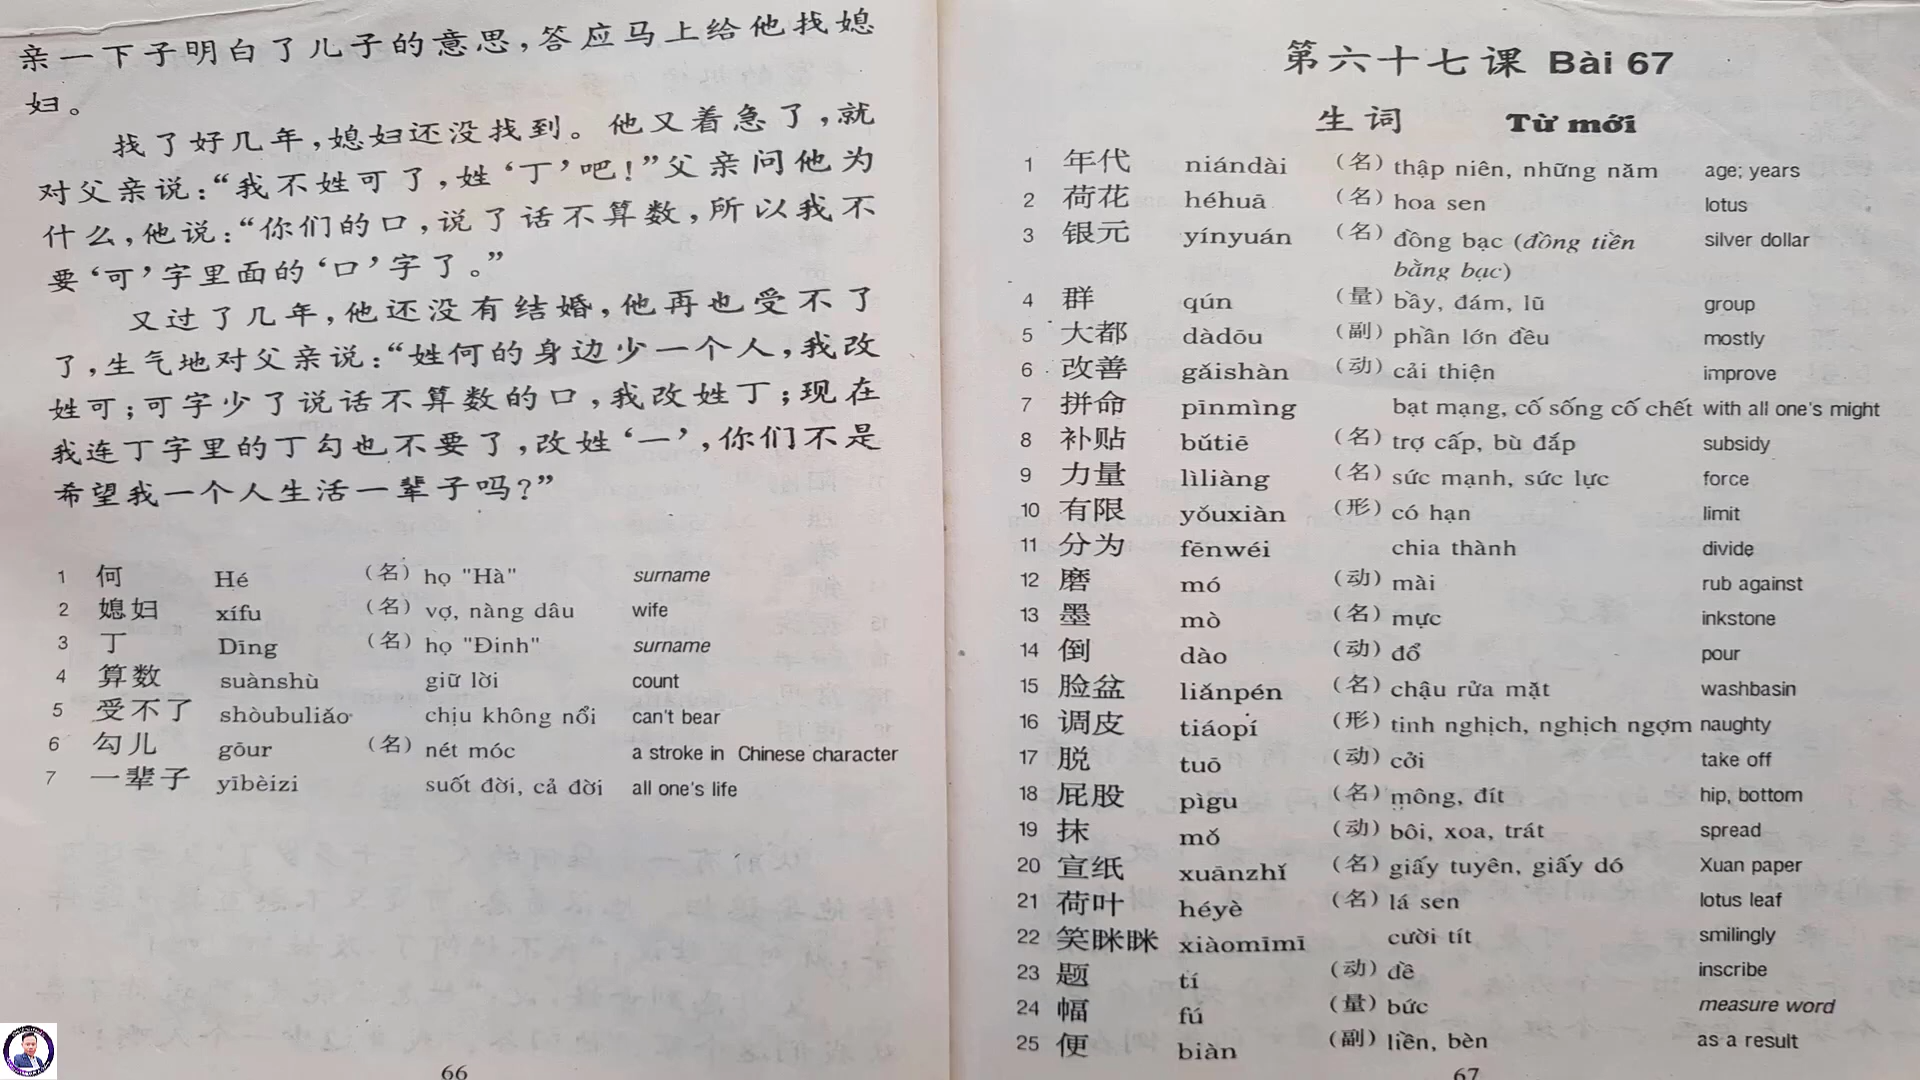 亲一下子明白了儿子的意思，答应马上给他找媳
妇。
找了好几年，媳妇还没找到。他又着急了，就
对父亲说：“我不姓可了，姓‘丁’吧！”父亲问他为
什么，他说：“你们的口，说了话不算数，所以我不
要‘可’字里面的‘口’字了。”
又过了几年，他还没有结婚，他再也受不了
了，生气地对父亲说：“姓何的身边少一个人，我改
姓可；可字少了说话不算数的口，我改姓丁；现在
我连丁字里的丁勾也不要了，改姓‘一’，你们不是
希望我一个人生活一辈子吗？”
1 何 Hé （名） họ "Hà" surname
2 媳妇 xífu （名） vợ, nàng dâu wife
3 丁 Dīng （名） họ "Đinh" surname
4 算数 suànshù giữ lời count
5 受不了 shòubuliǎo chịu không nổi can't bear
6 勾儿 gōur （名） nét móc a stroke in Chinese character
7 一辈子 yībèizi suốt đời, cả đời all one's life
66
第六十七课 Bài 67
生词 Từ mới
1 年代 niándài （名） thập niên, những năm age; years
2 荷花 héhuā （名） hoa sen lotus
3 银元 yínyuán （名） đồng bạc (đồng tiền silver dollar
bằng bạc)
4 群 qún （量） bầy, đám, lũ group
5 大都 dàdōu （副） phần lớn đều mostly
6 改善 gǎishàn （动） cải thiện improve
7 拼命 pīnmìng bạt mạng, cố sống cố chết with all one's might
8 补贴 bǔtiē （名） trợ cấp, bù đắp subsidy
9 力量 lìliàng （名） sức mạnh, sức lực force
10 有限 yǒuxiàn （形） có hạn limit
11 分为 fēnwéi chia thành divide
12 磨 mó （动） mài rub against
13 墨 mò （名） mực inkstone
14 倒 dào （动） đổ pour
15 脸盆 liǎnpén （名） chậu rửa mặt washbasin
16 调皮 tiáopí （形） tinh nghịch, nghịch ngợm naughty
17 脱 tuō （动） cởi take off
18 屁股 pìgu （名） mông, đít hip, bottom
19 抹 mǒ （动） bôi, xoa, trát spread
20 宣纸 xuānzhǐ （名） giấy tuyên, giấy dó Xuan paper
21 荷叶 héyè （名） lá sen lotus leaf
22 笑眯眯 xiàomīmī cười tít smilingly
23 题 tí （动） đề inscribe
24 幅 fú （量） bức measure word
25 便 biàn （副） liền, bèn as a result
67